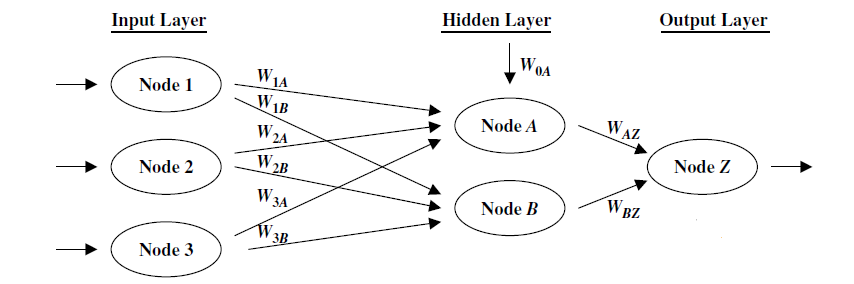 Input Layer
Hidden Layer
Output Layer
Node 1
Node 2
Node 3
W1A
W1B
W2A
W2B
W3A
W3B
W0A
Node A
Node B
WAZ
WBZ
Node Z